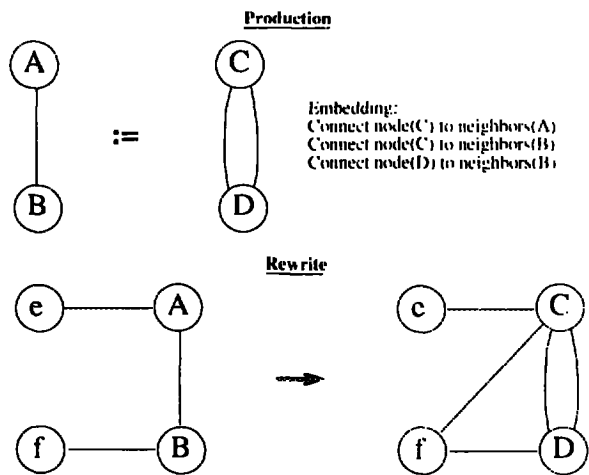 Production
A
C
:=
Embedding:
Connect node(C) to neighbors(A)
Connect node(C) to neighbors(B)
Connect node(D) to neighbors(B)
B
D
Rewrite
e
A
c
C
f
B
f
D